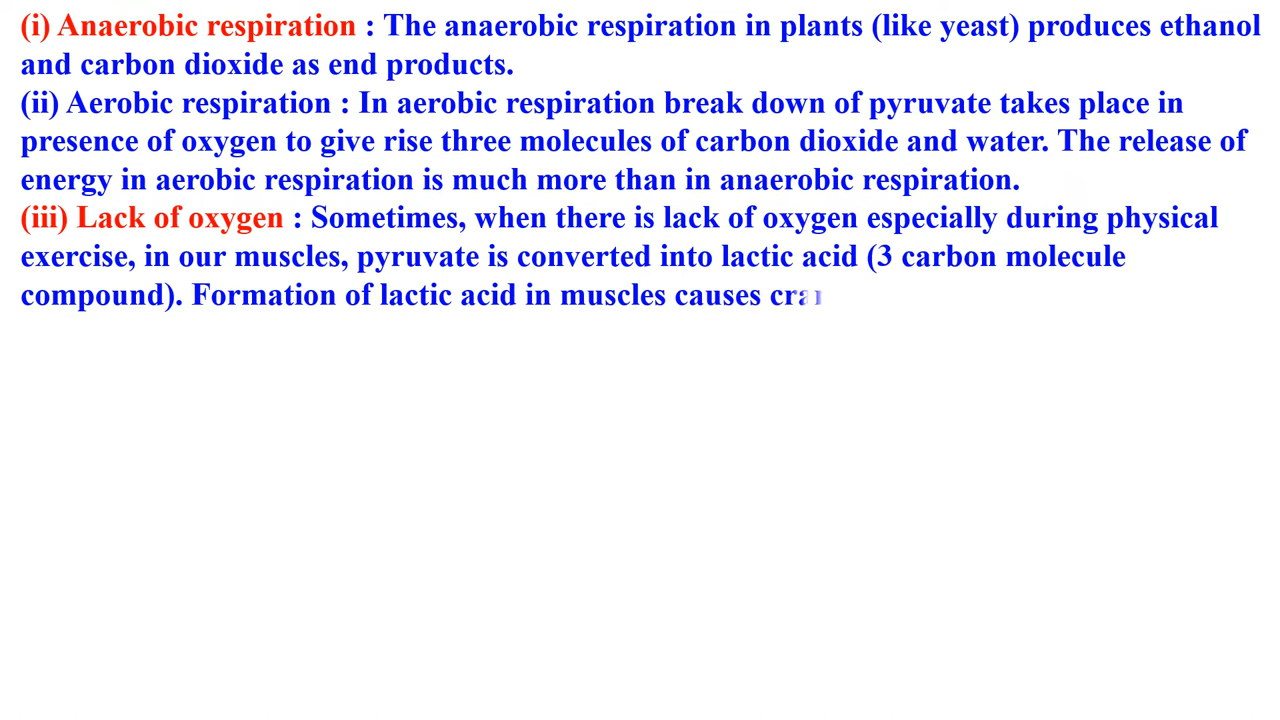 (i) Anaerobic respiration : The anaerobic respiration in plants (like yeast) produces ethanol
and carbon dioxide as end products.
(ii) Aerobic respiration : In aerobic respiration break down of pyruvate takes place in
presence of oxygen to give rise three molecules of carbon dioxide and water. The release of
energy in aerobic respiration is much more than in anaerobic respiration.
(iii) Lack of oxygen : Sometimes, when there is lack of oxygen especially during physical
exercise, in our muscles, pyruvate is converted into lactic acid (3 carbon molecule
compound). Formation of lactic acid in muscles causes